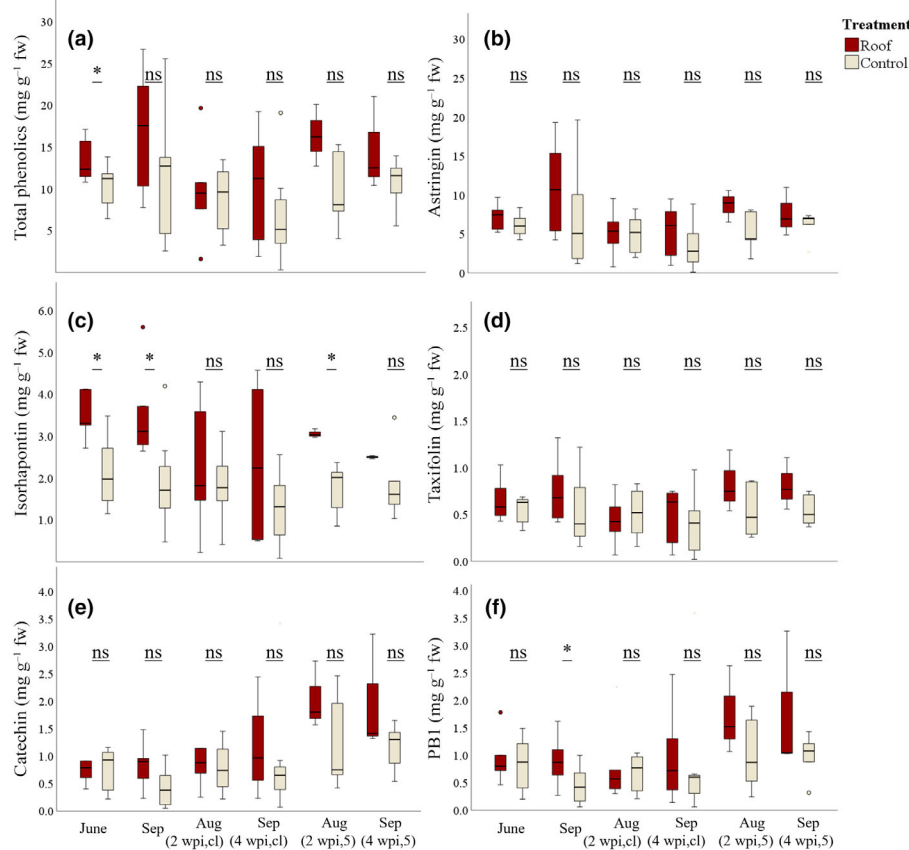 Treatment
Roof
Control
(a)
Total phenolics (mg g⁻¹ fw)
30
25
20
15
10
5
* ns ns ns ns ns
(b)
Astringin (mg g⁻¹ fw)
30
25
20
15
10
5
0
ns ns ns ns ns ns
(c)
Isorhapontin (mg g⁻¹ fw)
6.0
5.0
4.0
3.0
2.0
1.0
* * ns ns * ns
(d)
Taxifolin (mg g⁻¹ fw)
2.5
2.0
1.5
1.0
0.5
0.0
ns ns ns ns ns ns
(e)
Catechin (mg g⁻¹ fw)
4.0
3.5
3.0
2.5
2.0
1.5
1.0
0.5
0.0
ns ns ns ns ns ns
June Sep Aug Sep Aug Sep
(2 wpi,cl) (4 wpi,cl) (2 wpi,5) (4 wpi,5)
(f)
PB1 (mg g⁻¹ fw)
4.0
3.5
3.0
2.5
2.0
1.5
1.0
0.5
0.0
ns * ns ns ns ns
June Sep Aug Sep Aug Sep
(2 wpi,cl) (4 wpi,cl) (2 wpi,5) (4 wpi,5)